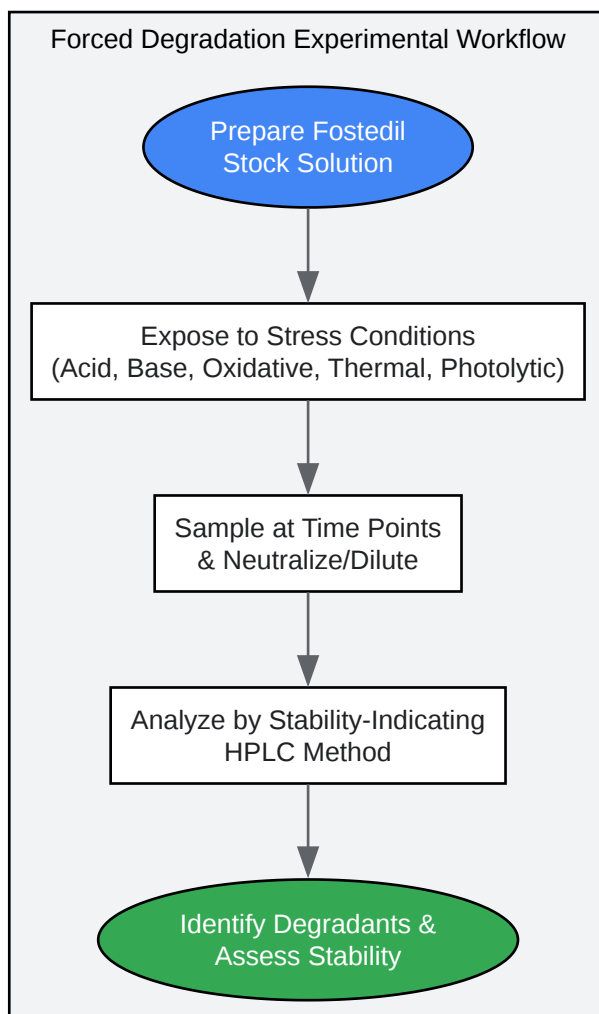 Forced Degradation Experimental Workflow
Prepare Fostedil
Stock Solution
Expose to Stress Conditions
(Acid, Base, Oxidative, Thermal, Photolytic)
Sample at Time Points
& Neutralize/Dilute
Analyze by Stability-Indicating
HPLC Method
Identify Degradants &
Assess Stability